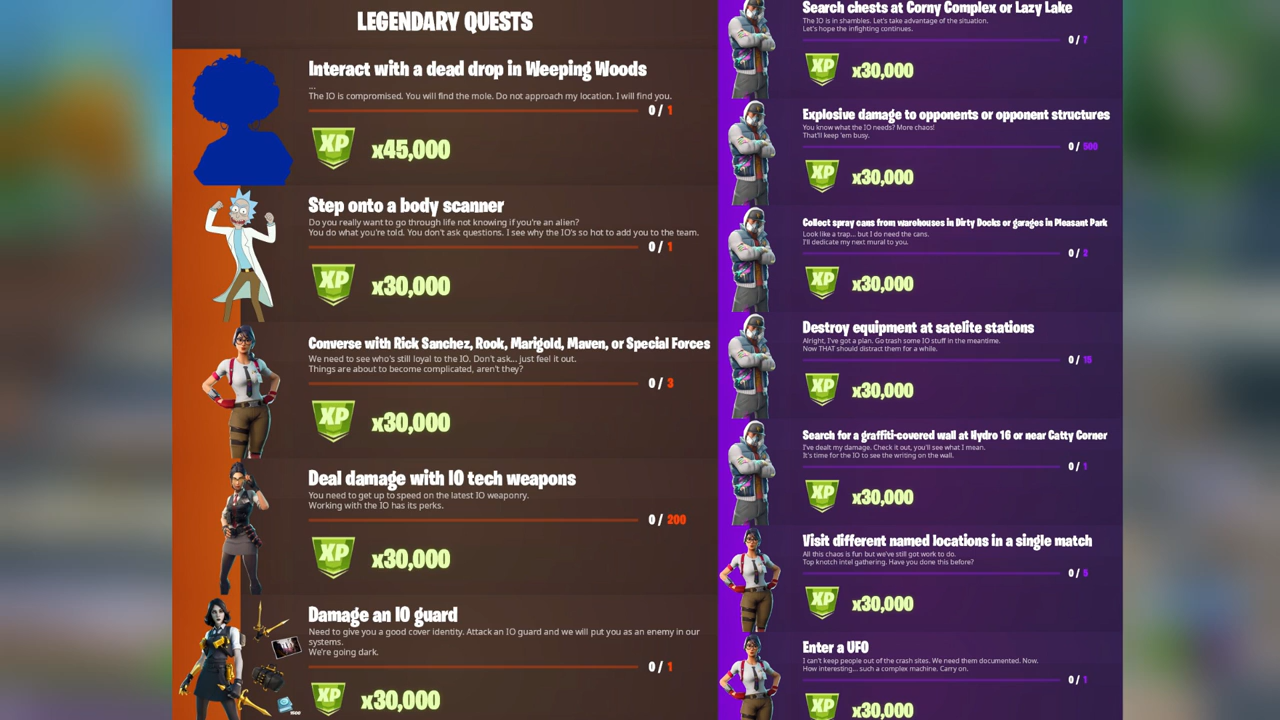 LEGENDARY QUESTS
Interact with a dead drop in Weeping Woods
...
The IO is compromised. You will find the mole. Do not approach my location. I will find you.
0 / 1
XP
x45,000
Step onto a body scanner
Do you really want to go through life not knowing if you're an alien?
You do what you're told. You don't ask questions. I see why the IO's so hot to add you to the team.
0 / 1
XP
x30,000
Converse with Rick Sanchez, Rook, Marigold, Maven, or Special Forces
We need to see who's still loyal to the IO. Don't ask... just feel it out.
Things are about to become complicated, aren't they?
0 / 3
XP
x30,000
Deal damage with IO tech weapons
You need to get up to speed on the latest IO weaponry.
Working with the IO has its perks.
0 / 200
XP
x30,000
Damage an IO guard
Need to give you a good cover identity. Attack an IO guard and we will put you as an enemy in our
systems.
We're going dark.
0 / 1
XP
x30,000
Search chests at Corny Complex or Lazy Lake
The IO is in shambles. Let's take advantage of the situation.
Let's hope the infighting continues.
0 / 7
XP
x30,000
Explosive damage to opponents or opponent structures
You know what the IO needs? More chaos!
That'll keep 'em busy.
0 / 500
XP
x30,000
Collect spray cans from warehouses in Dirty Docks or garages in Pleasant Park
Look like a trap... but I do need the cans.
I'll dedicate my next mural to you.
0 / 2
XP
x30,000
Destroy equipment at satelite stations
Alright, I've got a plan. Go trash some IO stuff in the meantime.
Now THAT should distract them for a while.
0 / 15
XP
x30,000
Search for a graffiti-covered wall at Hydro 16 or near Catty Corner
I've dealt my damage. Check it out, you'll see what I mean.
It's time for the IO to see the writing on the wall.
0 / 1
XP
x30,000
Visit different named locations in a single match
All this chaos is fun but we've still got work to do.
Top knotch intel gathering. Have you done this before?
0 / 5
XP
x30,000
Enter a UFO
I can't keep people out of the crash sites. We need them documented. Now.
How interesting... such a complex machine. Carry on.
0 / 1
XP
x30,000